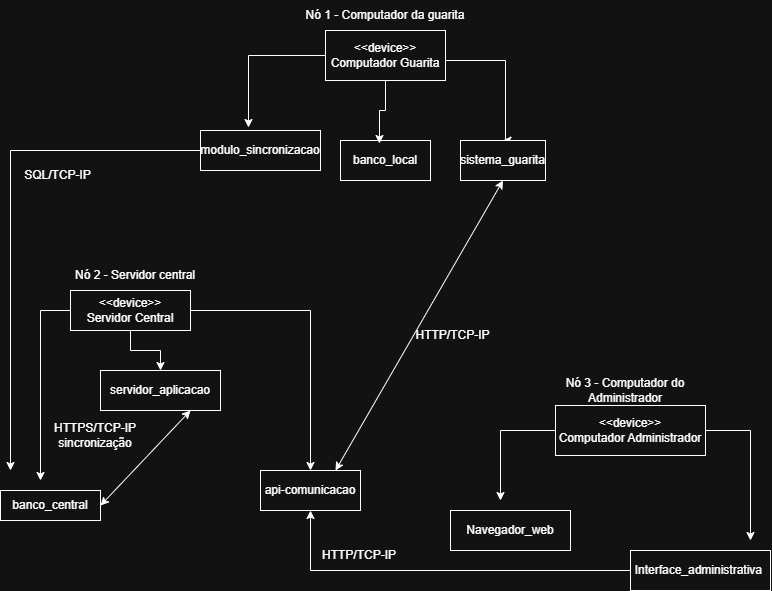 Nó 1 - Computador da guarita
<<device>>
Computador Guarita
modulo_sincronizacao
banco_local
sistema_guarita
SQL/TCP-IP
Nó 2 - Servidor central
<<device>>
Servidor Central
HTTP/TCP-IP
servidor_aplicacao
Nó 3 - Computador do
Administrador
<<device>>
Computador Administrador
HTTPS/TCP-IP
sincronização
banco_central
api-comunicacao
Navegador_web
HTTP/TCP-IP
Interface_administrativa